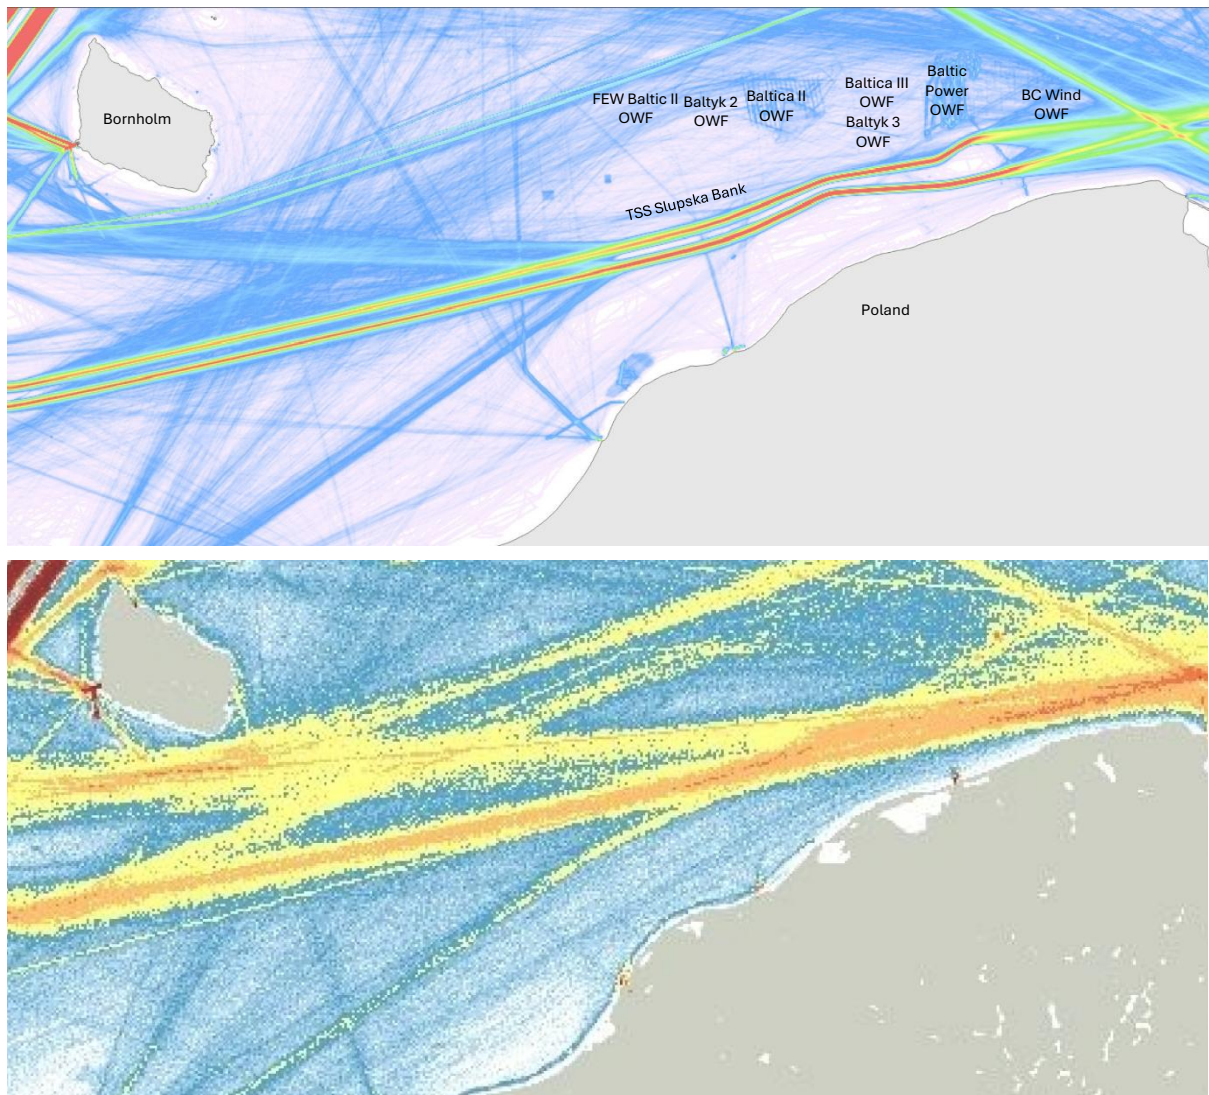 Bornholm
FEW Baltic II
OWF
Baltyk 2
OWF
Baltica II
OWF
Baltica III
OWF
Baltyk 3
OWF
Baltic
Power
OWF
BC Wind
OWF
TSS Slupska Bank
Poland